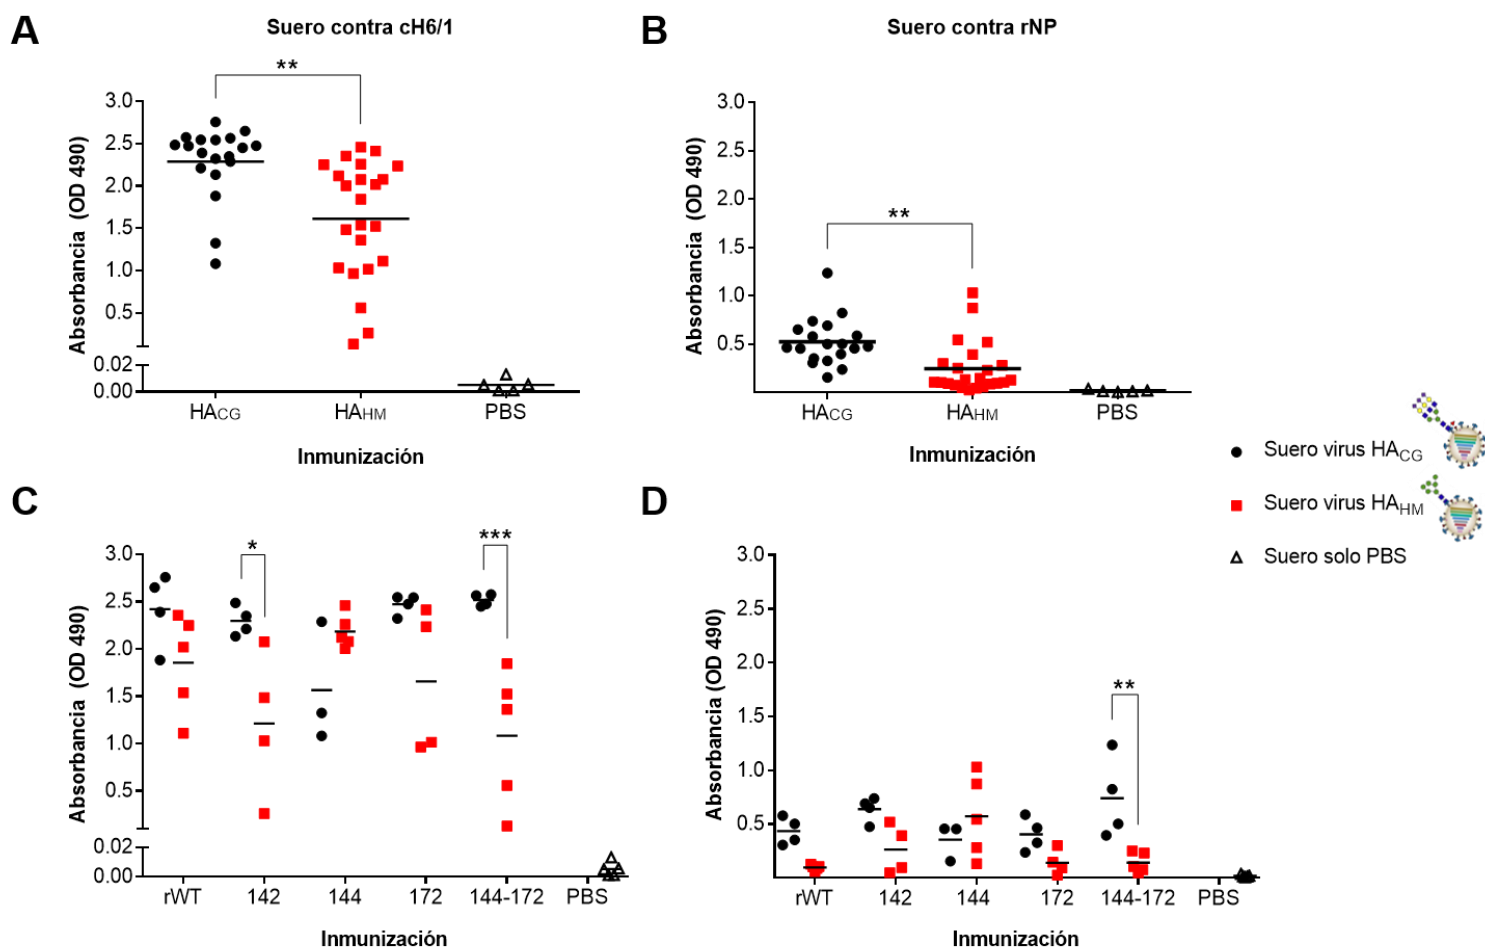 A
Suero contra cH6/1
**
Absorbancia (OD 490)
3.0
2.5
2.0
1.5
1.0
0.5
0.02
0.00
HACG
HAHM
PBS
Inmunización
B
Suero contra rNP
**
Absorbancia (OD 490)
3.0
2.5
2.0
1.5
1.0
0.5
HACG
HAHM
PBS
Inmunización
Suero virus HACG
Suero virus HAHM
Suero solo PBS
C
*
***
Absorbancia (OD 490)
3.0
2.5
2.0
1.5
1.0
0.5
0.02
0.00
rWT
142
144
172
144-172
PBS
Inmunización
D
**
Absorbancia (OD 490)
3.0
2.5
2.0
1.5
1.0
0.5
rWT
142
144
172
144-172
PBS
Inmunización